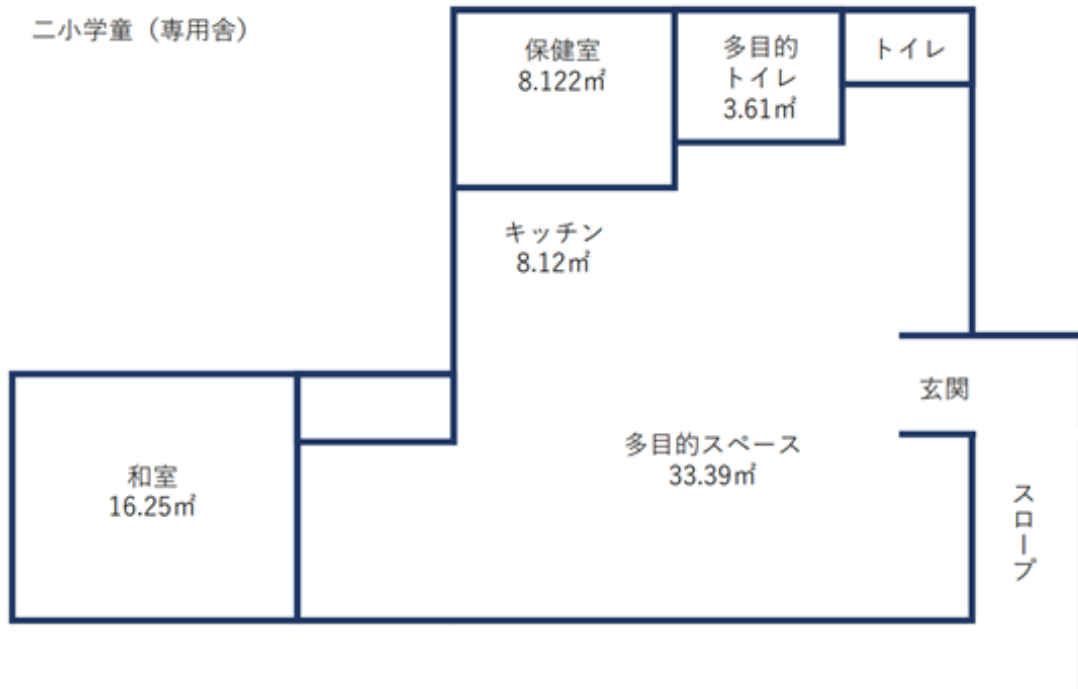 二小学童（専用舎）
保健室
8.122㎡
多目的
トイレ
3.61㎡
トイレ
キッチン
8.12㎡
玄関
多目的スペース
33.39㎡
和室
16.25㎡
スロープ